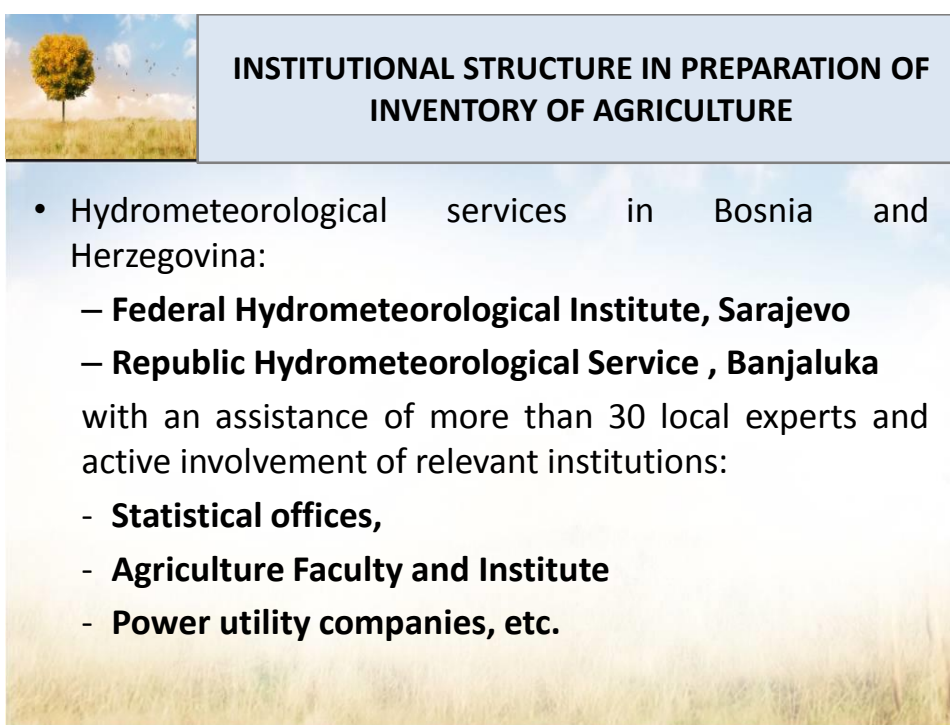 INSTITUTIONAL STRUCTURE IN PREPARATION OF
INVENTORY OF AGRICULTURE
• Hydrometeorological services in Bosnia and
Herzegovina:
– Federal Hydrometeorological Institute, Sarajevo
– Republic Hydrometeorological Service , Banjaluka
with an assistance of more than 30 local experts and
active involvement of relevant institutions:
- Statistical offices,
- Agriculture Faculty and Institute
- Power utility companies, etc.